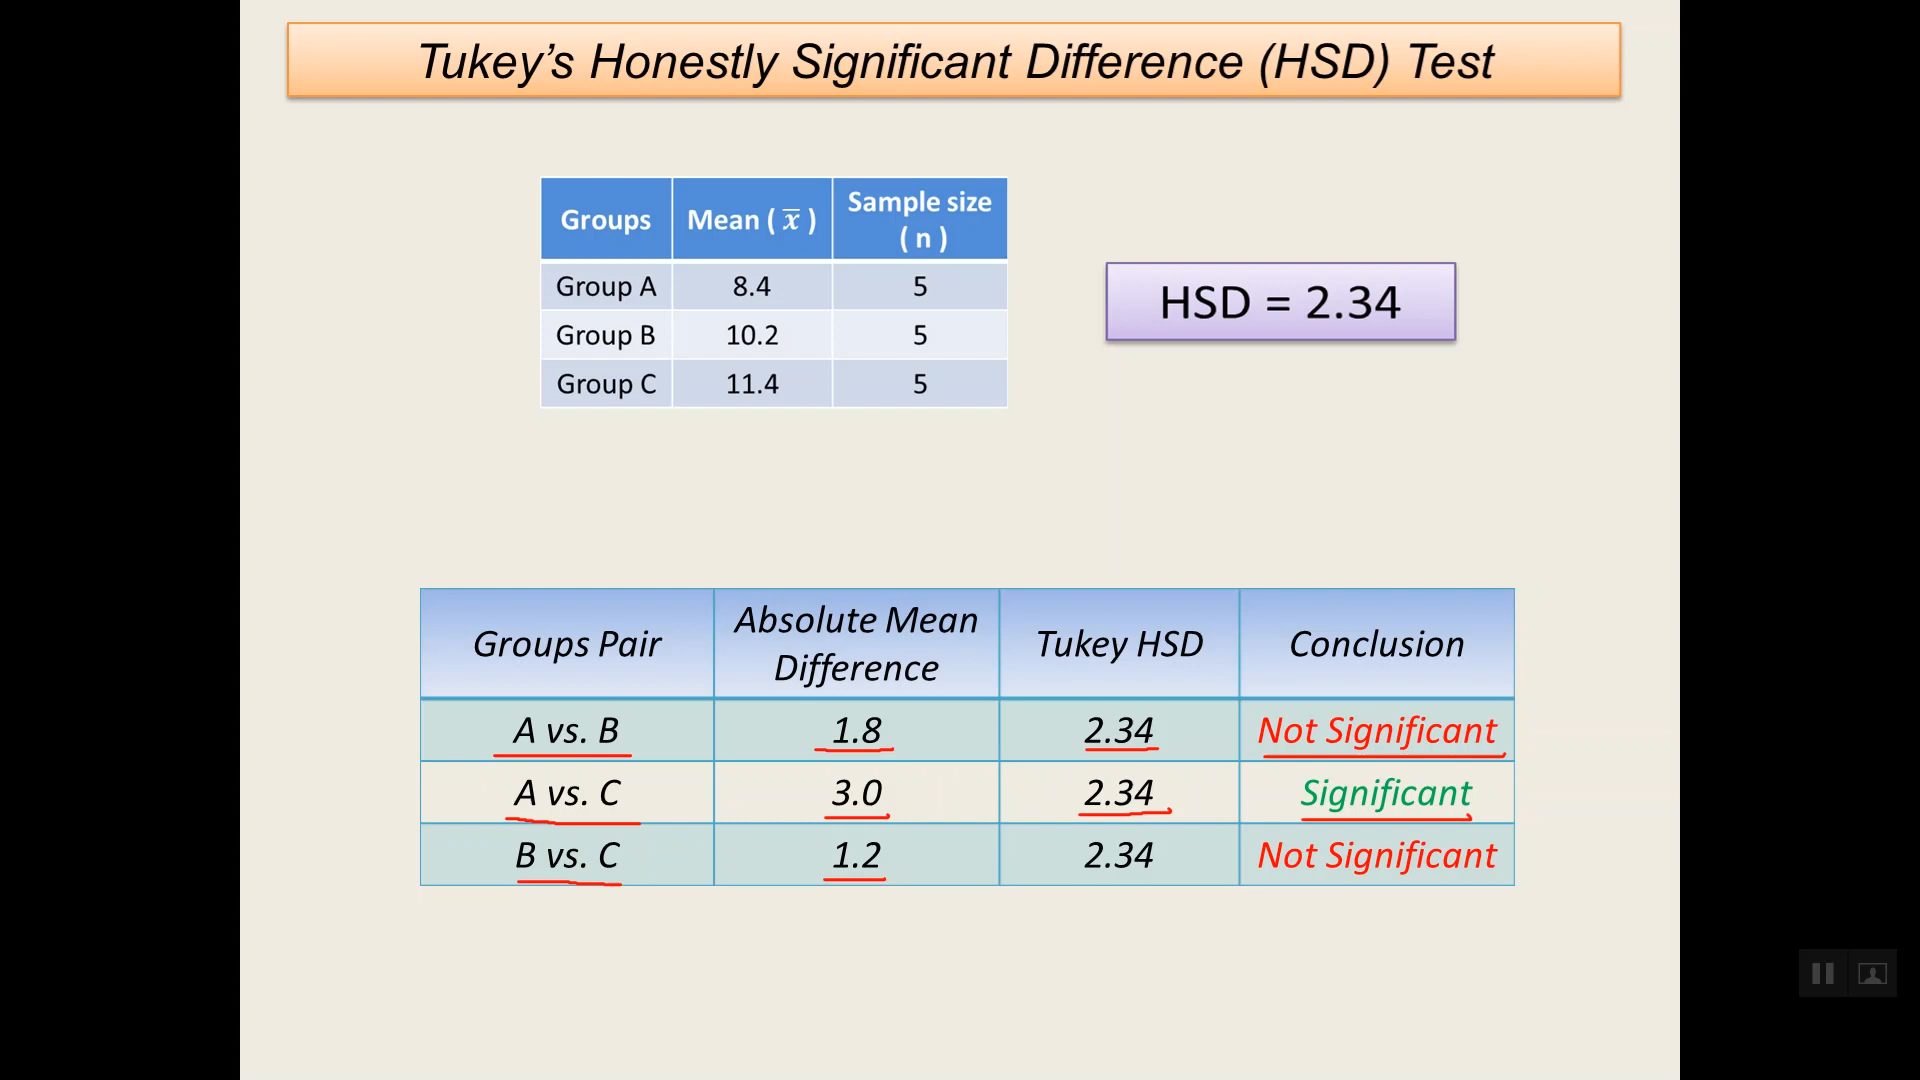 Tukey’s Honestly Significant Difference (HSD) Test
Groups Mean ( x̅ ) Sample size
( n )
Group A 8.4 5
Group B 10.2 5
Group C 11.4 5
HSD = 2.34
Groups Pair Absolute Mean Difference Tukey HSD Conclusion
A vs. B 1.8 2.34 Not Significant
A vs. C 3.0 2.34 Significant
B vs. C 1.2 2.34 Not Significant